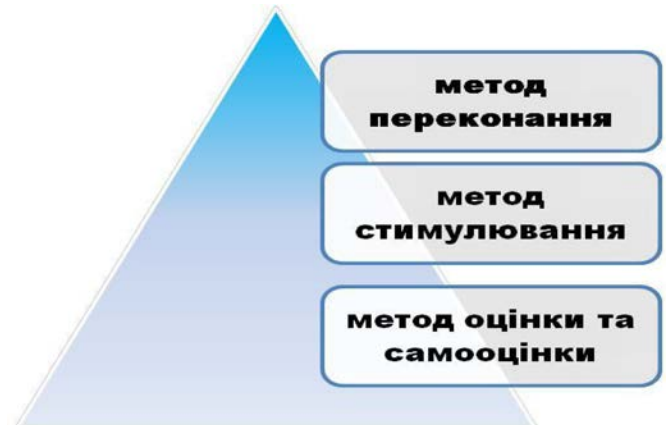 метод
переконання
метод
стимулювання
метод оцінки та
самооцінки